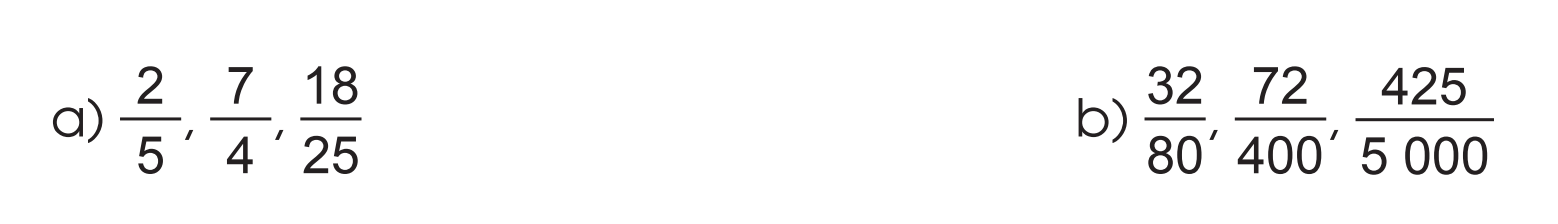 a) 2/5, 7/4, 18/25 b) 32/80, 72/400, 425/5 000